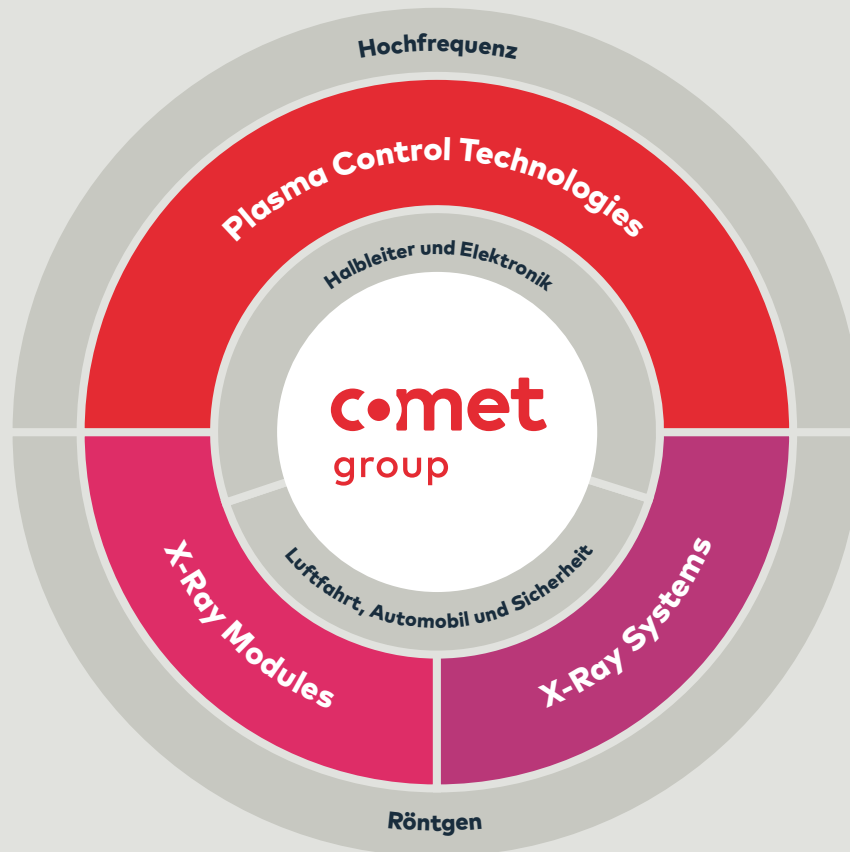 Hochfrequenz
Plasma Control Technologies
Halbleiter und Elektronik
comet
group
Luftfahrt, Automobil und Sicherheit
X-Ray Modules
X-Ray Systems
Röntgen